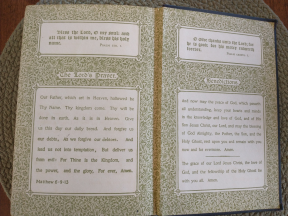 Bless the Lord, O my soul: and
all that is within me, bless his holy
name.
The Lord's Prayer
Our Father, which art in Heaven, hallowed be
Thy Name. Thy kingdom come. Thy will be
done in earth, As it is in Heaven. Give
us this day our daily bread. And forgive us
our debts, As we forgive our debtors. And
lead us not into temptation, But deliver us
from evil: For Thine is the Kingdom, and
the power, and the glory, For ever, Amen.
Matthew 6 9-13
O give thanks unto the Lord, for
he is good: for his mercy endureth
forever.
Benediction
And now may the peace of God, which passeth
all understanding, keep your hearts and minds
in the knowledge and love of God, and of His
Son Jesus Christ, our Lord; and may the blessing
of God Almighty, the Father, the Son, and the
Holy Ghost, and upon you and remain with you,
now and for evermore. Amen.
The grace of our Lord Jesus Christ, the love of
God, and the fellowship of the Holy Ghost be
with you all. Amen.